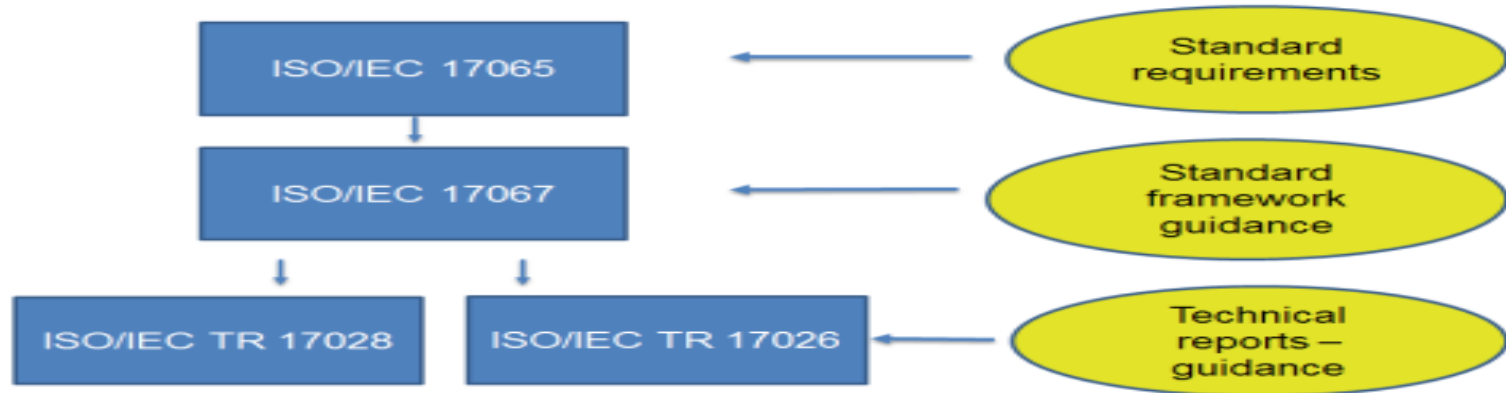 ISO/IEC 17065
Standard
requirements
ISO/IEC 17067
Standard
framework
guidance
ISO/IEC TR 17028
ISO/IEC TR 17026
Technical
reports –
guidance